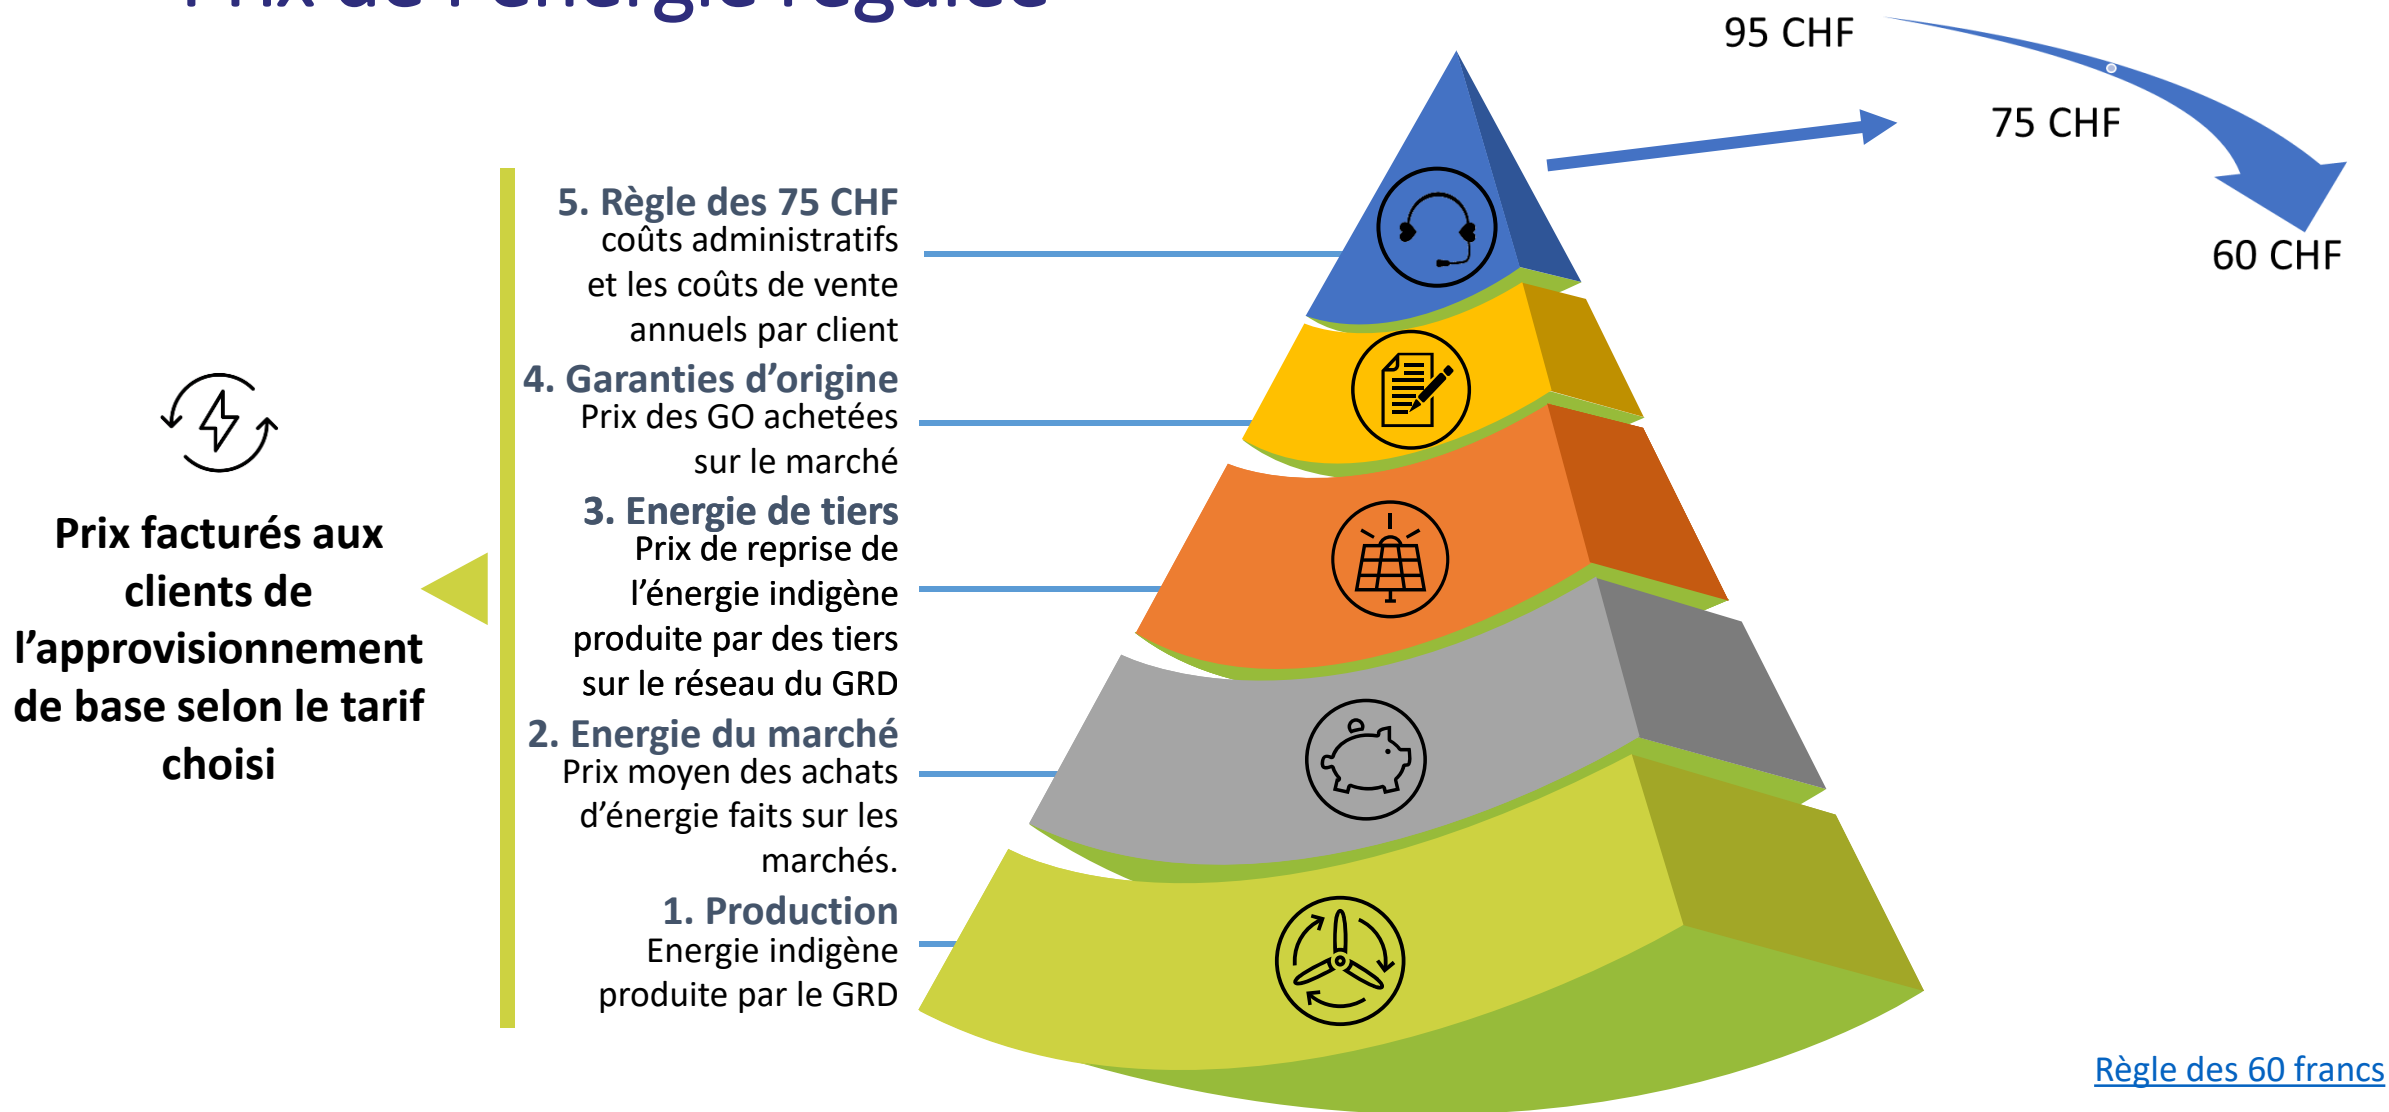 Prix de l'énergie régulée
95 CHF
75 CHF
60 CHF
5. Règle des 75 CHF
coûts administratifs
et les coûts de vente
annuels par client
4. Garanties d’origine
Prix des GO achetées
sur le marché
3. Energie de tiers
Prix de reprise de
l’énergie indigène
produite par des tiers
sur le réseau du GRD
2. Energie du marché
Prix moyen des achats
d’énergie faits sur les
marchés.
1. Production
Energie indigène
produite par le GRD
Prix facturés aux
clients de
l’approvisionnement
de base selon le tarif
choisi
Règle des 60 francs